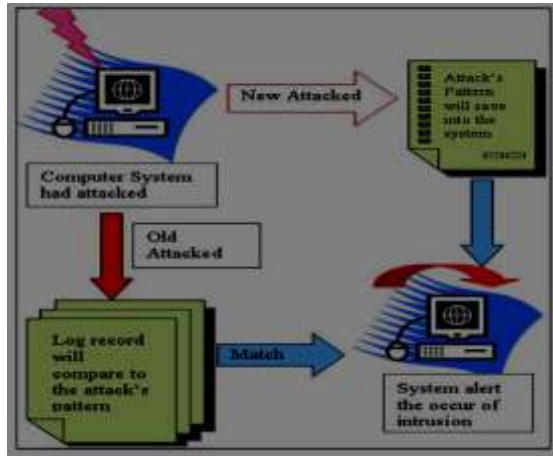 New Attacked
Attack's
Pattern
will save
into the
system
Computer System
had attacked
Old
Attacked
Log record
will
compare to
the attack's
pattern
Match
System alert
the occur of
intrusion